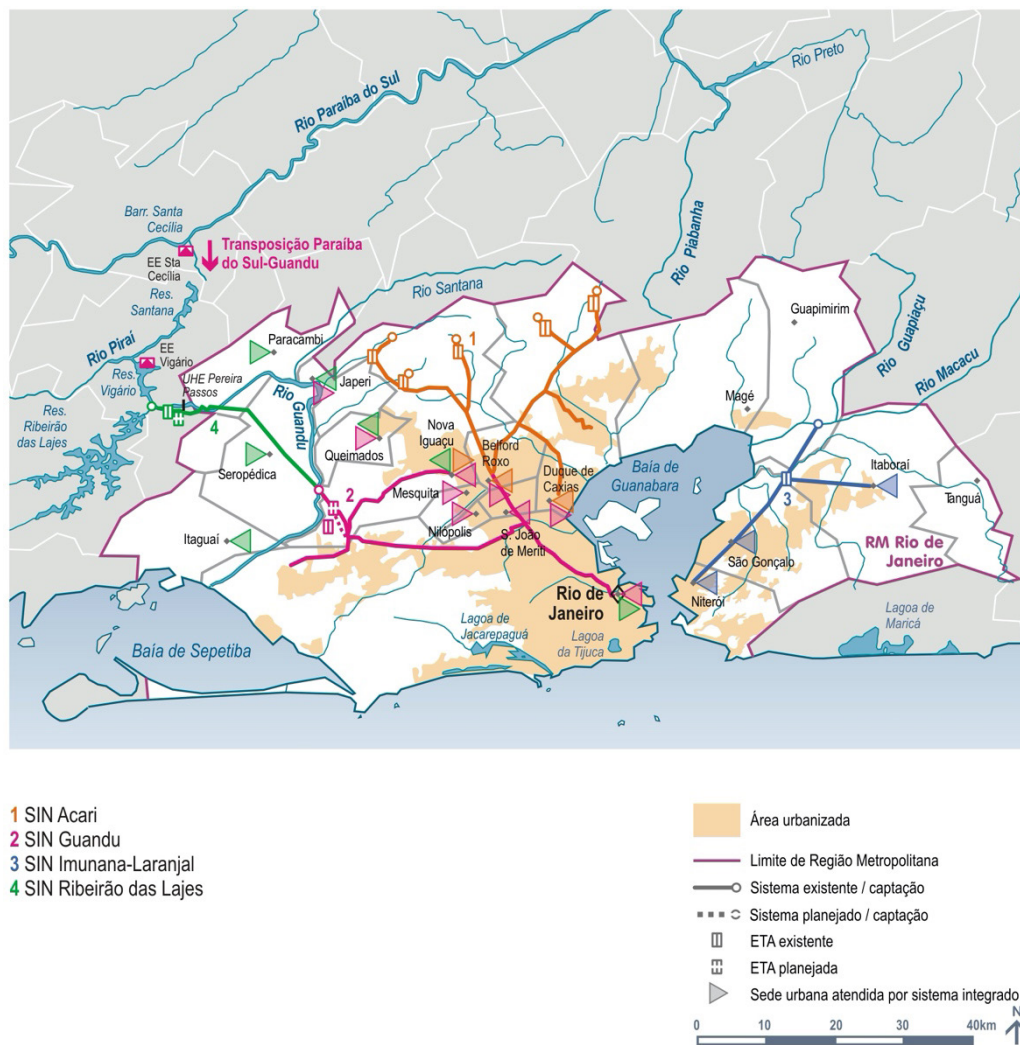 Rio Preto
Rio Paraíba do Sul
Barr. Santa
Cecília
Transposição Paraíba
do Sul-Guandu
EE Sta
Cecília
Rio Piabanha
Res.
Santana
Rio Santana
Guapimirim
Rio Guapiaçu
Rio Piraí
EE
Vigário
Paracambi
Rio Macacu
Res.
Vigário
UHE Pereira
Passos
Japeri
Rio Guandu
1
Magé
Res.
Ribeirão
das Lajes
4
Nova
Iguaçu
Belford
Roxo
Queimados
Duque de
Caxias
Baía de
Guanabara
Itaboraí
Seropédica
2
Mesquita
3
Tanguá
Nilópolis
S. João
de Meriti
Itaguaí
São Gonçalo
RM Rio de
Janeiro
Rio de
Janeiro
Niterói
Lagoa de
Jacarepaguá
Lagoa
da Tijuca
Lagoa de
Maricá
Baía de Sepetiba
1 SIN Acari
2 SIN Guandu
3 SIN Imunana-Laranjal
4 SIN Ribeirão das Lajes
Área urbanizada
Limite de Região Metropolitana
Sistema existente / captação
Sistema planejado / captação
ETA existente
ETA planejada
Sede urbana atendida por sistema integrado
N
0 10 20 30 40km